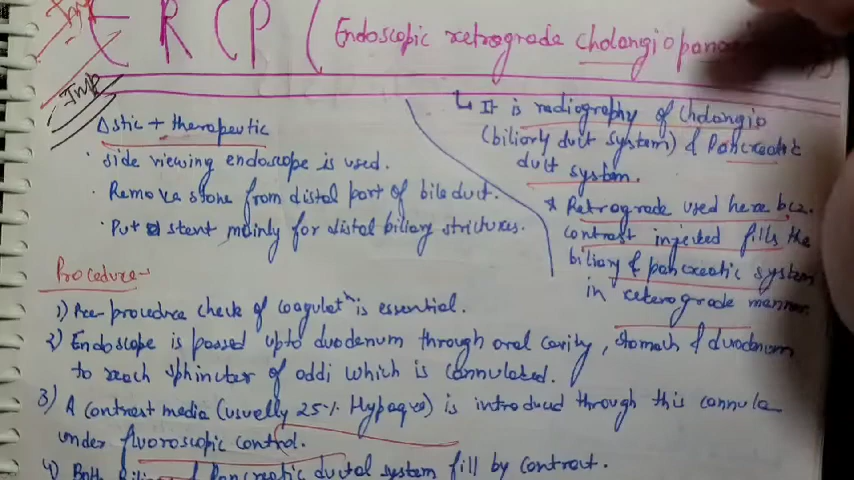 Imp
E R C P ( Endoscopic retrograde cholangiopanc
Imp
Δstic + therapeutic
· side viewing endoscope is used.
· Remove stone from distal part of bile duct.
· Put stent mainly for distal biliary strictures.
↳ It is radiography of cholangio
(biliary duct system) & Pancreatic
duct system.
* Retrograde used here bcz.
contrast injected fills the
biliary & pancreatic system
in reterograde manner.
Procedure-
1) Pre-procedure check of coagulatⁿ is essential.
2) Endoscope is passed upto duodenum through oral cavity, stomach & duodenum
to reach sphincter of oddi which is cannulated.
3) A contrast media (usually 25% Hypaque) is introduced through this cannula
under fluoroscopic control.
4) Both Biliary & Pancreatic ductal system fill by contrast.